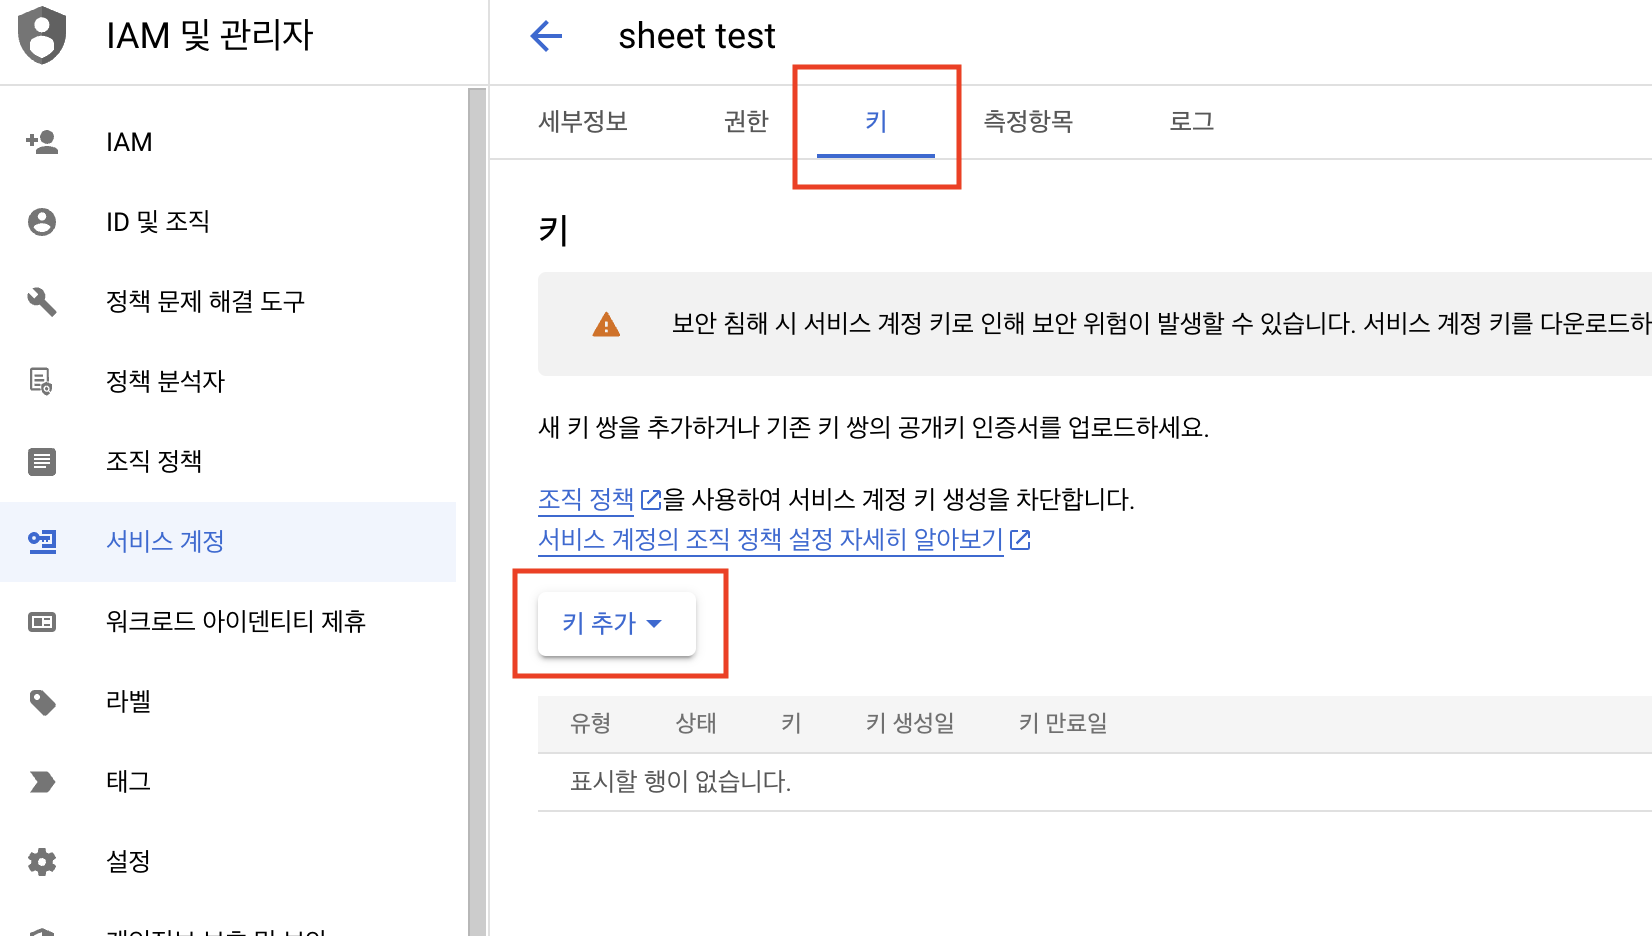 IAM 및 관리자
sheet test
IAM
ID 및 조직
정책 문제 해결 도구
정책 분석자
조직 정책
서비스 계정
워크로드 아이덴티티 제휴
라벨
태그
설정
세부정보 권한 키 측정항목 로그
키
보안 침해 시 서비스 계정 키로 인해 보안 위험이 발생할 수 있습니다. 서비스 계정 키를 다운로드하
새 키 쌍을 추가하거나 기존 키 쌍의 공개키 인증서를 업로드하세요.
조직 정책을 사용하여 서비스 계정 키 생성을 차단합니다.
서비스 계정의 조직 정책 설정 자세히 알아보기
키 추가
유형 상태 키 키 생성일 키 만료일
표시할 행이 없습니다.